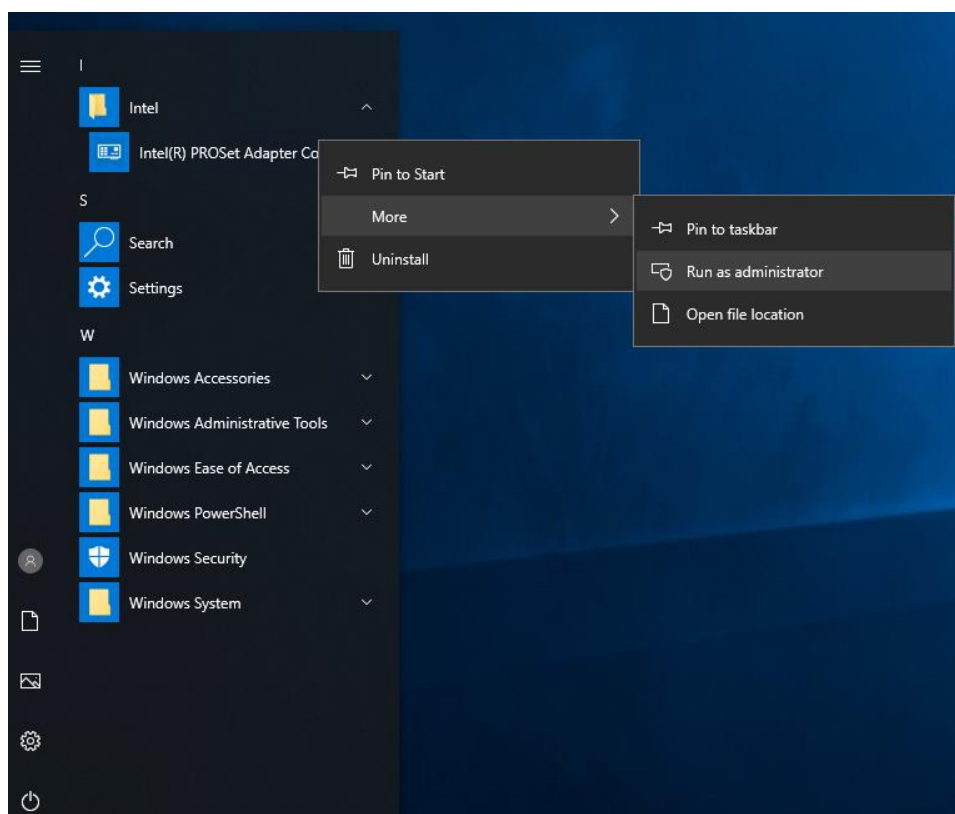 I
Intel
Intel(R) PROSet Adapter Co
Pin to Start
More
Uninstall
Pin to taskbar
Run as administrator
Open file location
S
Search
Settings
W
Windows Accessories
Windows Administrative Tools
Windows Ease of Access
Windows PowerShell
Windows Security
Windows System